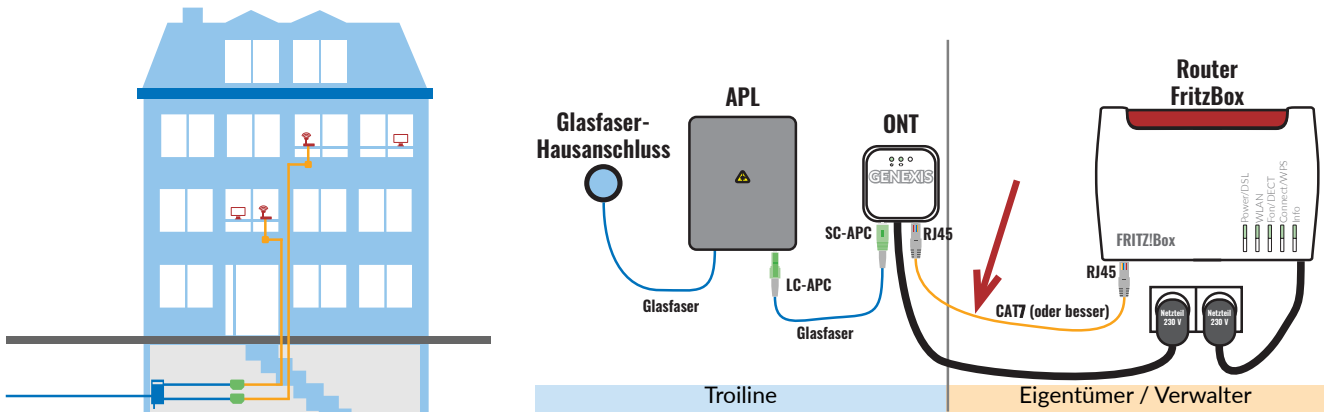 Glasfaser-
Hausanschluss
APL
ONT
Router
FritzBox
GENEXIS
SC-APC
RJ45
LC-APC
Glasfaser
Glasfaser
CAT7 (oder besser)
RJ45
FRITZ!Box
Power/DSL
WLAN
Fon/DECT
Connect/WPS
Info
Netzteil
230 V
Netzteil
230 V
Troiline
Eigentümer / Verwalter